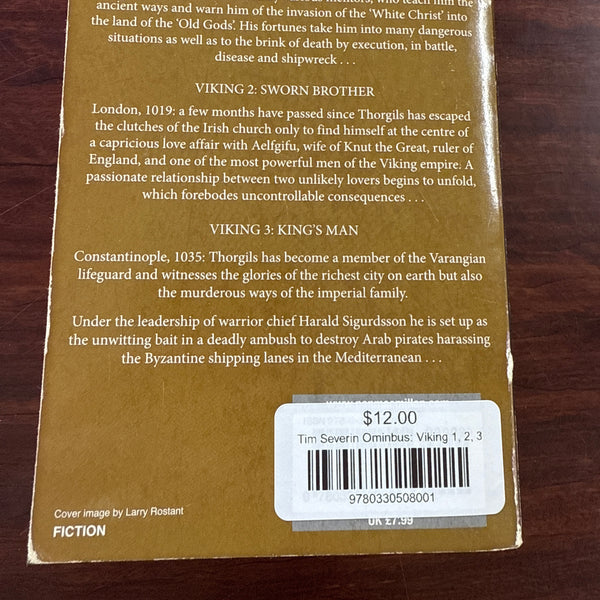 mentors, who teach him the
ancient ways and warn him of the invasion of the 'White Christ' into
the land of the 'Old Gods'. His fortunes take him into many dangerous
situations as well as to the brink of death by execution, in battle,
disease and shipwreck . . .
VIKING 2: SWORN BROTHER
London, 1019: a few months have passed since Thorgils has escaped
the clutches of the Irish church only to find himself at the centre of
a capricious love affair with Aelfgifu, wife of Knut the Great, ruler of
England, and one of the most powerful men of the Viking empire. A
passionate relationship between two unlikely lovers begins to unfold,
which forebodes uncontrollable consequences . . .
VIKING 3: KING'S MAN
Constantinople, 1035: Thorgils has become a member of the Varangian
lifeguard and witnesses the glories of the richest city on earth but also
the murderous ways of the imperial family.
Under the leadership of warrior chief Harald Sigurdsson he is set up as
the unwitting bait in a deadly ambush to destroy Arab pirates harassing
the Byzantine shipping lanes in the Mediterranean . . .
$12.00
Tim Severin Ominbus: Viking 1, 2, 3
9780330508001
UK £7.99
Cover image by Larry Rostant
FICTION